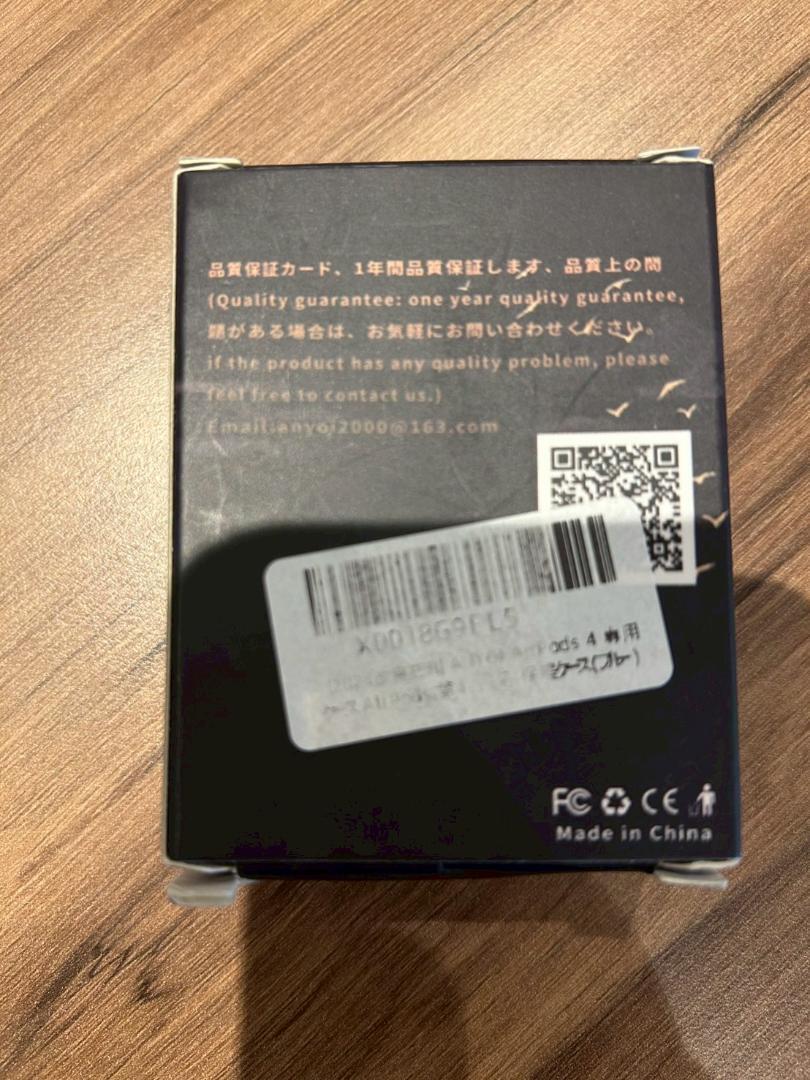 品質保証カード、1年間品質保証します、品質上の問
(Quality guarantee: one year quality guarantee,
題がある場合は、お気軽にお問い合わせください。
if the product has any quality problem, please
feel free to contact us.)
@163.com
Pods 4 専用
ケース(ブルー)
FC CE
Made in China